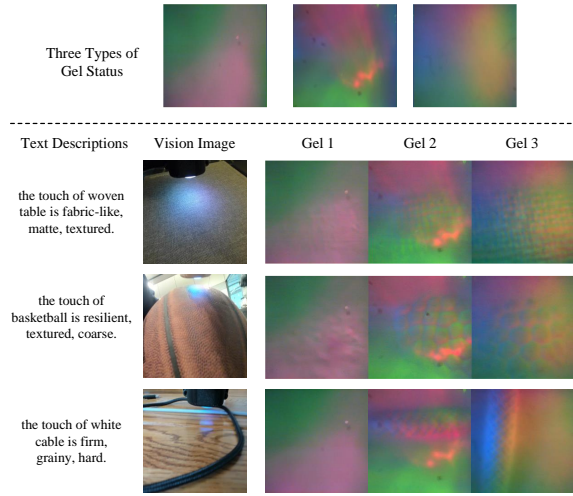 Three Types of
Gel Status
Text Descriptions Vision Image Gel 1 Gel 2 Gel 3
the touch of woven
table is fabric-like,
matte, textured.
the touch of
basketball is resilient,
textured, coarse.
the touch of white
cable is firm,
grainy, hard.